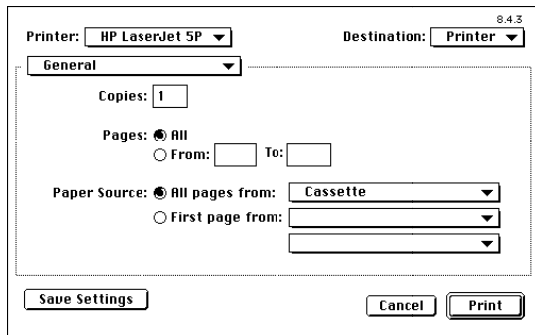 8.4.3
Printer: HP LaserJet 5P Destination: Printer
General
Copies: 1
Pages: All
From: To:
Paper Source: All pages from: Cassette
First page from:
Save Settings Cancel Print